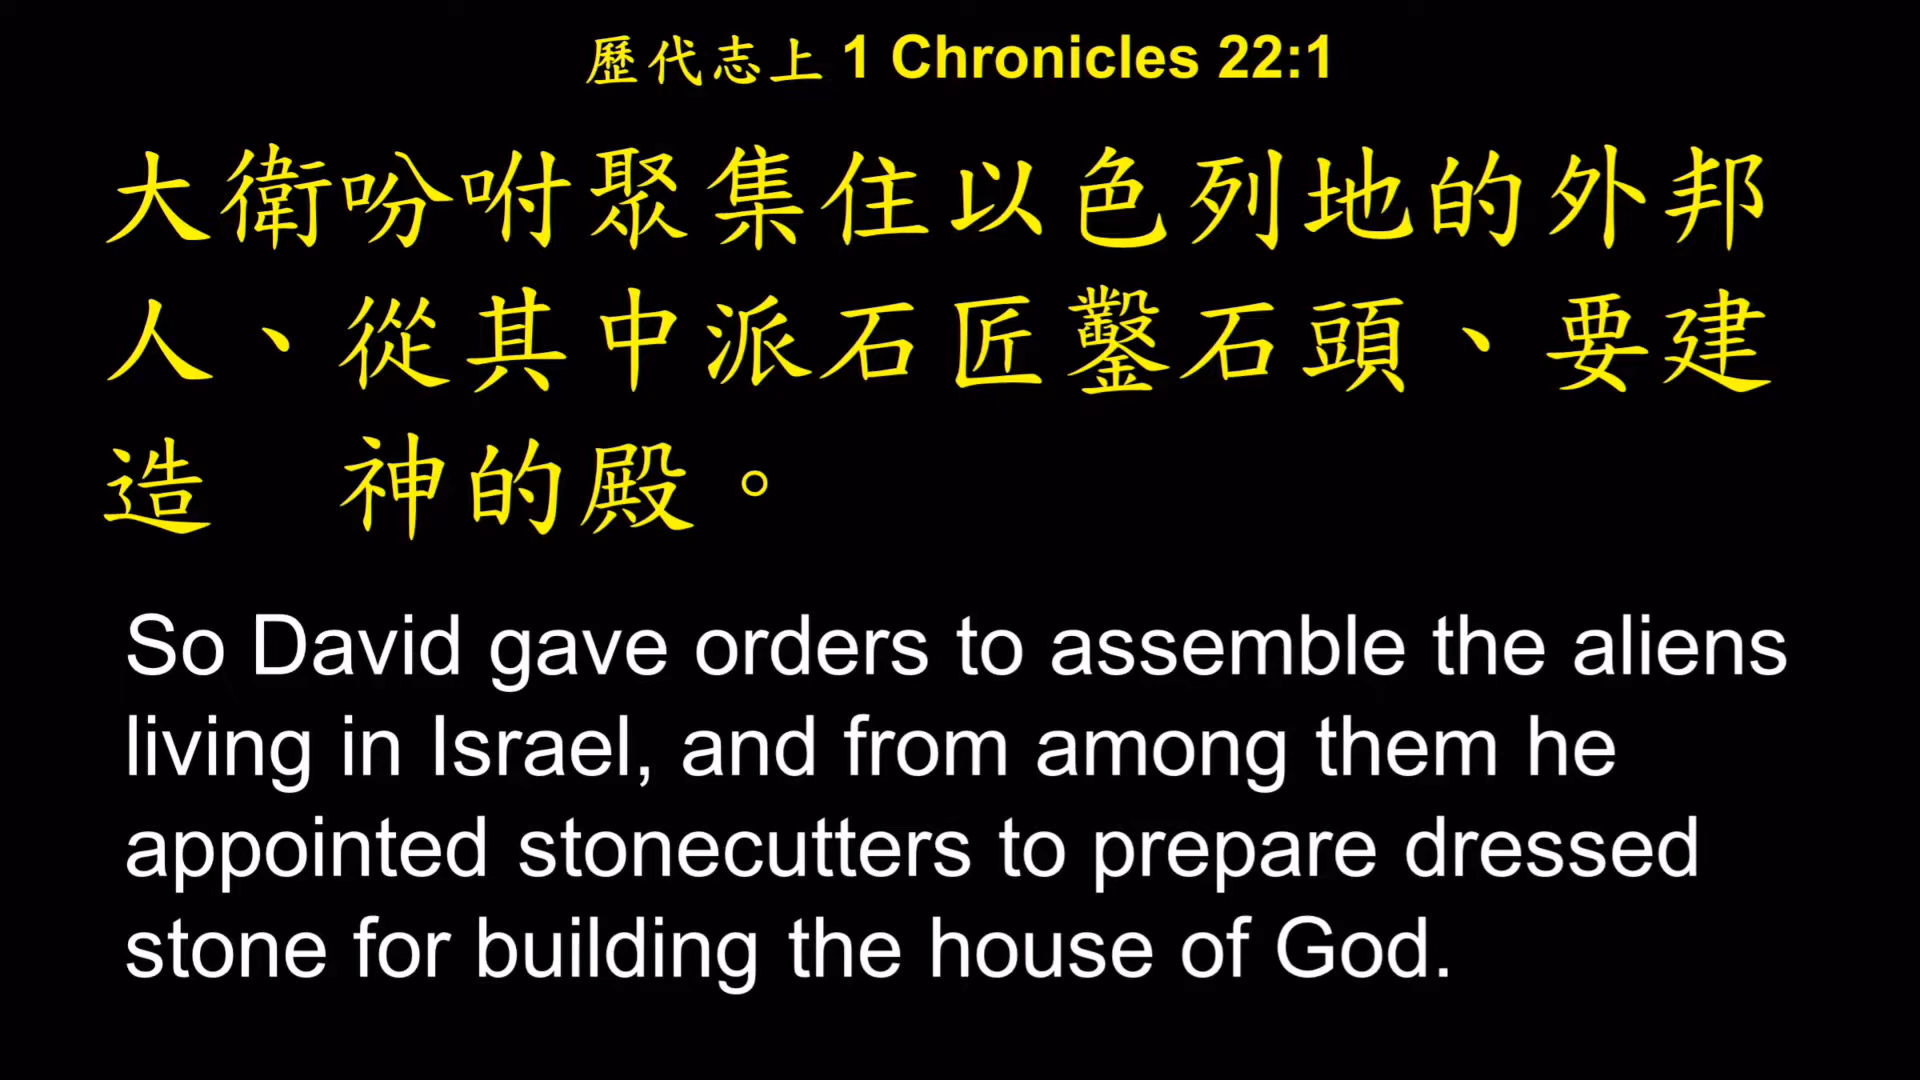 歷代志上 1 Chronicles 22:1
大衛吩咐聚集住以色列地的外邦
人、從其中派石匠鑿石頭、要建
造　神的殿。
So David gave orders to assemble the aliens
living in Israel, and from among them he
appointed stonecutters to prepare dressed
stone for building the house of God.